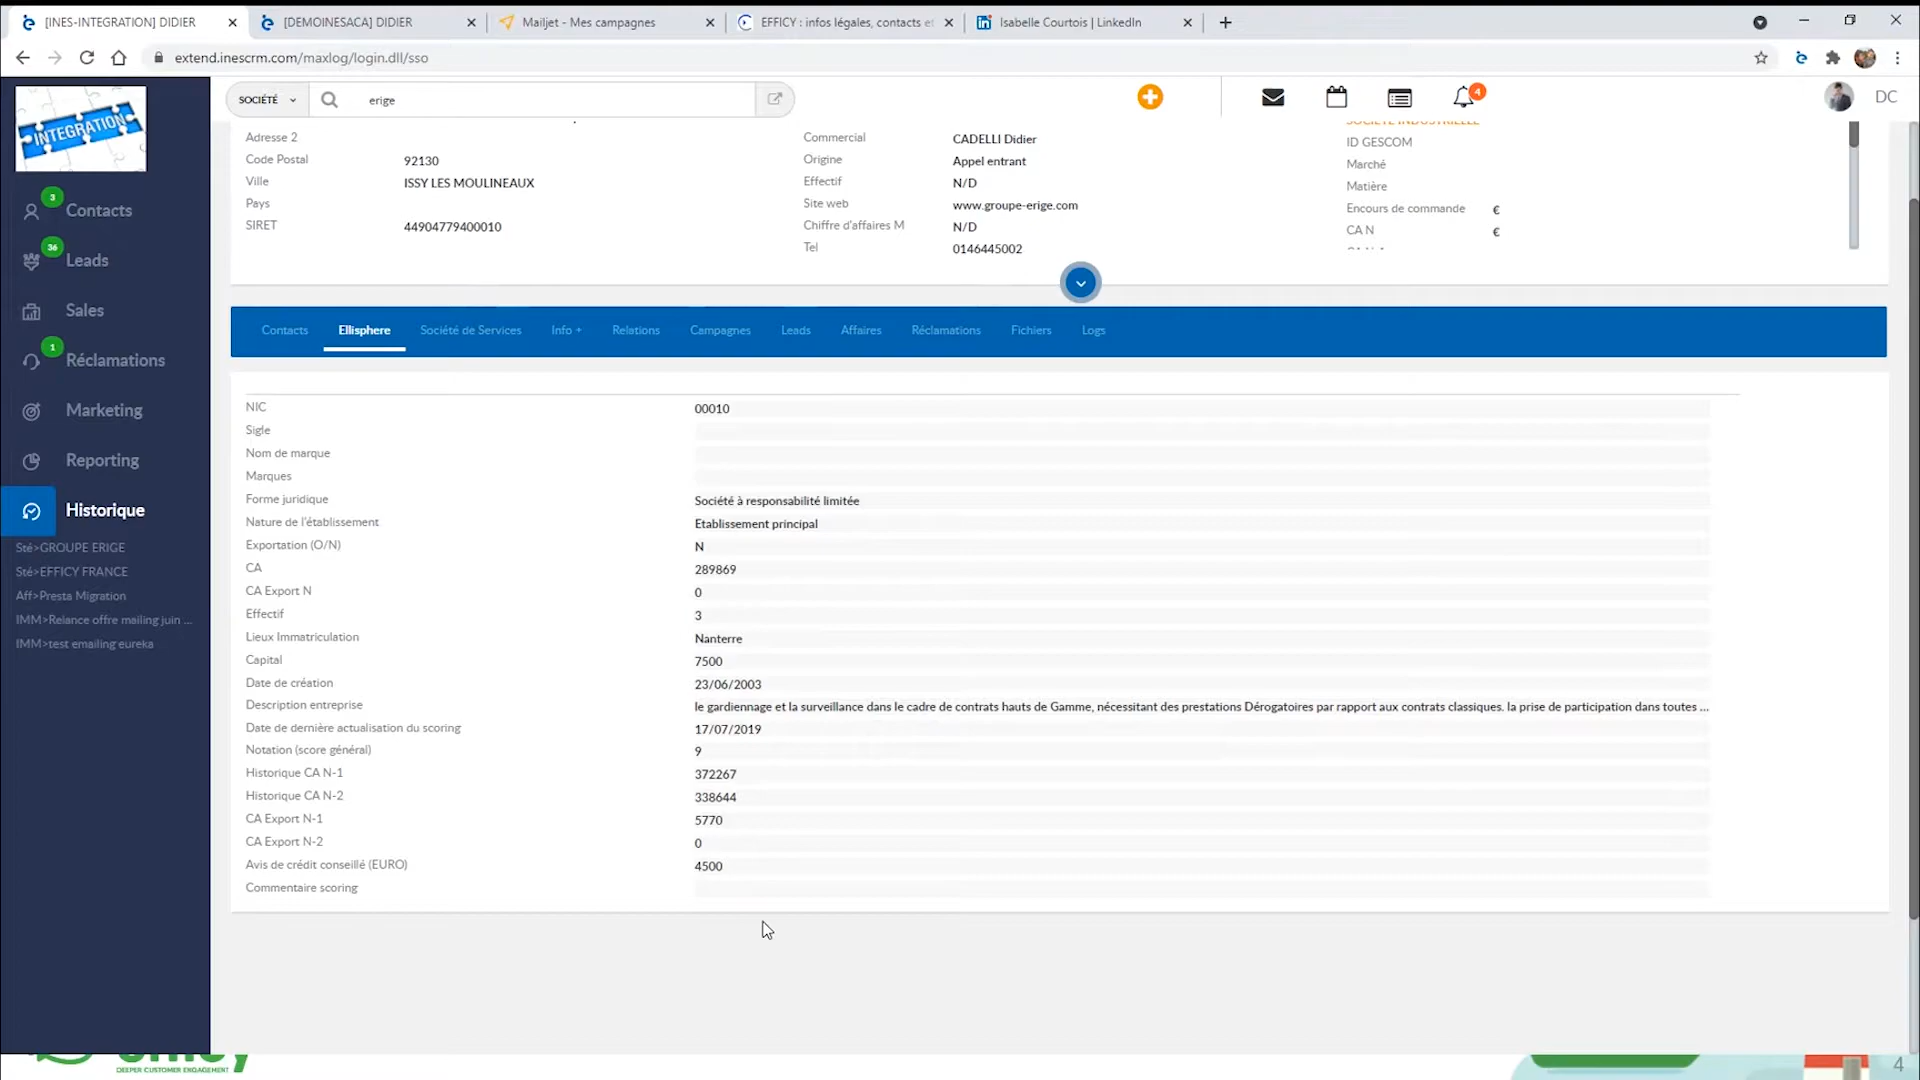 [INES-INTEGRATION] DIDIER
[DEMOINESACA] DIDIER
Mailjet - Mes campagnes
EFFICY : infos légales, contacts et
Isabelle Courtois | LinkedIn
extend.inescrm.com/maxlog/login.dll/sso
INTEGRATION
SOCIÉTÉ
erige
4
DC
3
Contacts
36
Leads
Sales
1
Réclamations
Marketing
Reporting
Historique
Sté>GROUPE ERIGE
Sté>EFFICY FRANCE
Aff>Presta Migration
IMM>Relance offre mailing juin ...
IMM>test emailing eureka
Adresse 2
Code Postal 92130
Ville ISSY LES MOULINEAUX
Pays
SIRET 44904779400010
Commercial CADELLI Didier
Origine Appel entrant
Effectif N/D
Site web www.groupe-erige.com
Chiffre d'affaires M N/D
Tel 0146445002
SOCIETE INDUSTRIELLE
ID GESCOM
Marché
Matière
Encours de commande €
CA N €
Contacts Ellisphere Société de Services Info + Relations Campagnes Leads Affaires Réclamations Fichiers Logs
NIC 00010
Sigle
Nom de marque
Marques
Forme juridique Société à responsabilité limitée
Nature de l'établissement Etablissement principal
Exportation (O/N) N
CA 289869
CA Export N 0
Effectif 3
Lieux Immatriculation Nanterre
Capital 7500
Date de création 23/06/2003
Description entreprise le gardiennage et la surveillance dans le cadre de contrats hauts de Gamme, nécessitant des prestations Dérogatoires par rapport aux contrats classiques. la prise de participation dans toutes ...
Date de dernière actualisation du scoring 17/07/2019
Notation (score général) 9
Historique CA N-1 372267
Historique CA N-2 338644
CA Export N-1 5770
CA Export N-2 0
Avis de crédit conseillé (EURO) 4500
Commentaire scoring
DEEPER CUSTOMER ENGAGEMENT
4